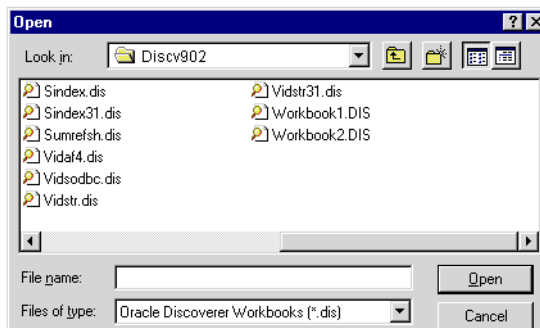 Open
Look in: Discv902
Sindex.dis
Sindex31.dis
Sumrefsh.dis
Vidaf4.dis
Vidsodbc.dis
Vidstr.dis
Vidstr31.dis
Workbook1.DIS
Workbook2.DIS
File name: Open
Files of type: Oracle Discoverer Workbooks (*.dis) Cancel